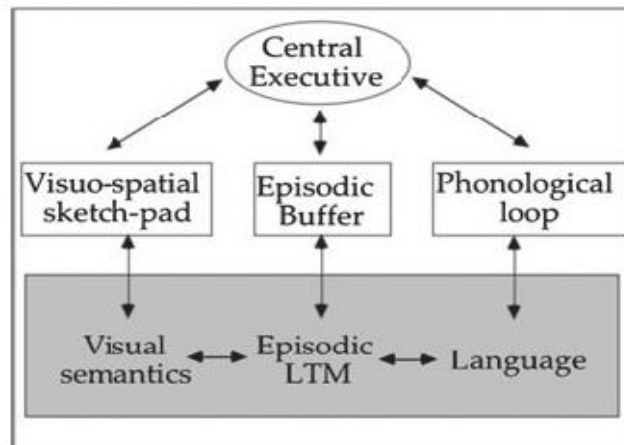 Central
Executive
Visuo-spatial
sketch-pad
Episodic
Buffer
Phonological
loop
Visual
semantics
Episodic
LTM
Language